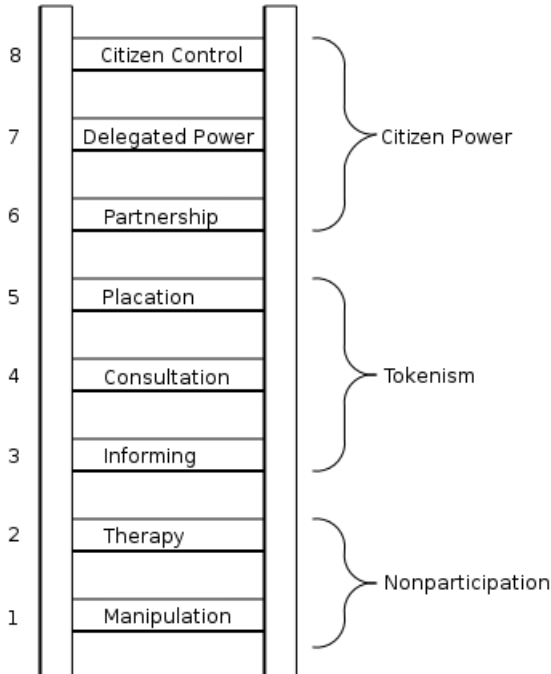 8 Citizen Control
7 Delegated Power
Citizen Power
6 Partnership
5 Placation
4 Consultation
Tokenism
3 Informing
2 Therapy
Nonparticipation
1 Manipulation